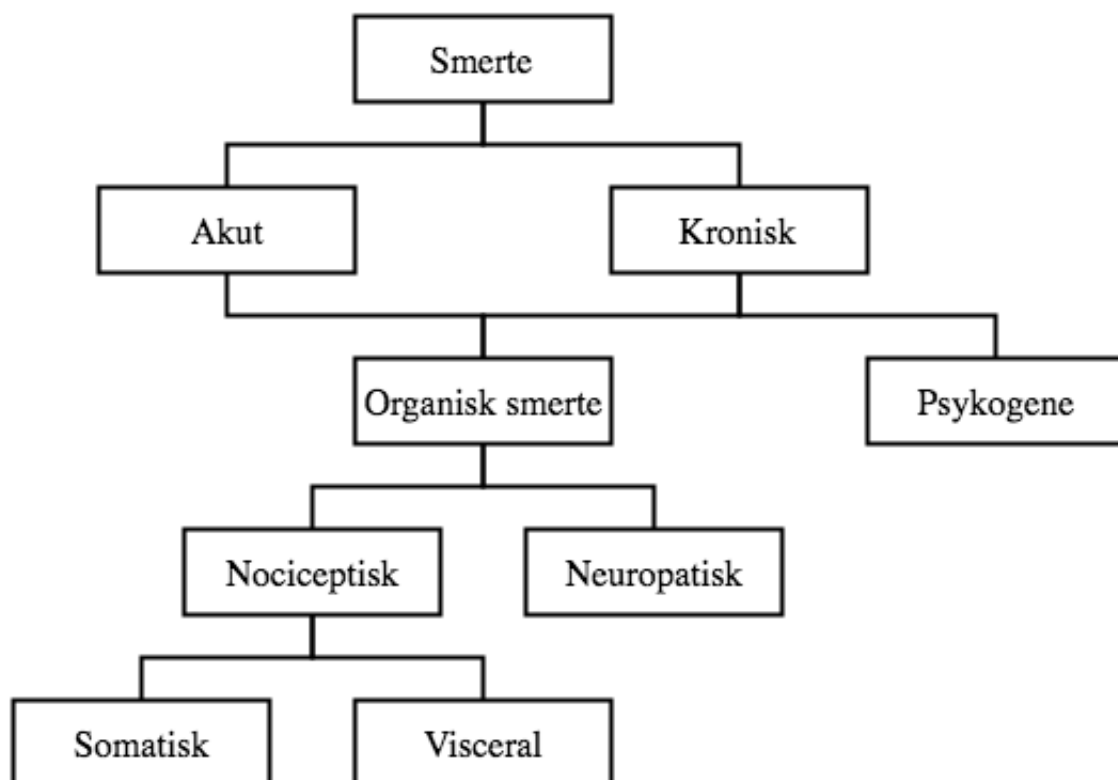 Smerte
Akut
Kronisk
Organisk smerte
Psykogene
Nociceptisk
Neuropatisk
Somatisk
Visceral